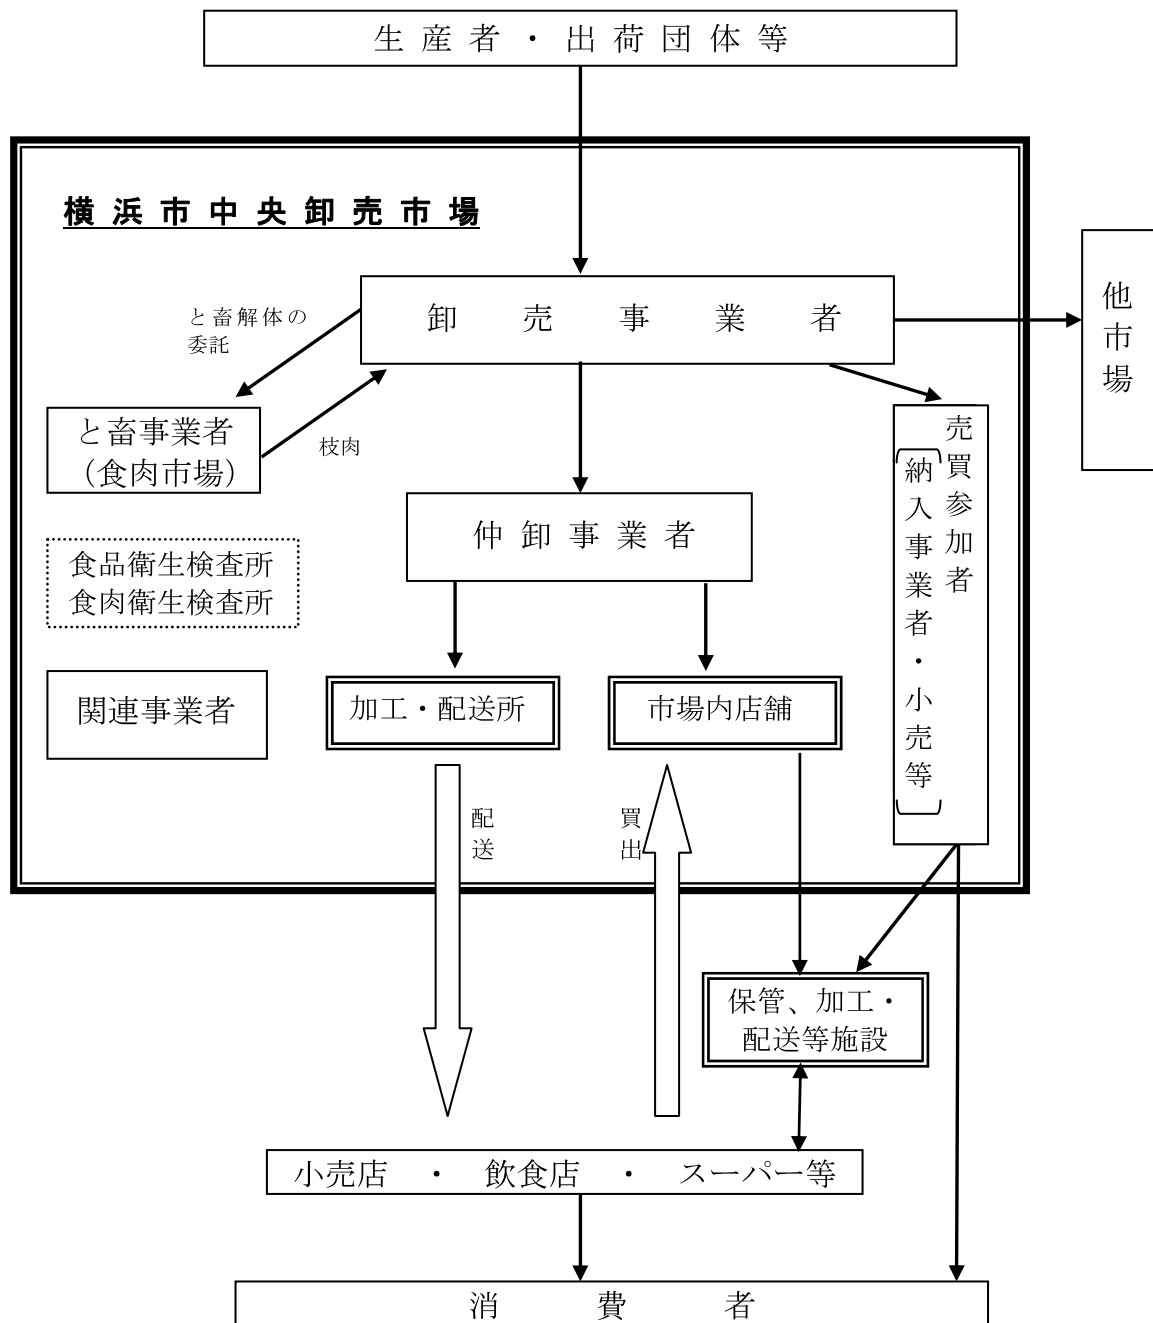 生産者・出荷団体等
横浜市中央卸売市場
卸売事業者
他市場
と畜解体の
委託
と畜事業者
（食肉市場）
枝肉
売買参加者
納入事業者・小売等
仲卸事業者
食品衛生検査所
食肉衛生検査所
関連事業者
加工・配送所
市場内店舗
配送
買出
保管、加工・
配送等施設
小売店・飲食店・スーパー等
消費者